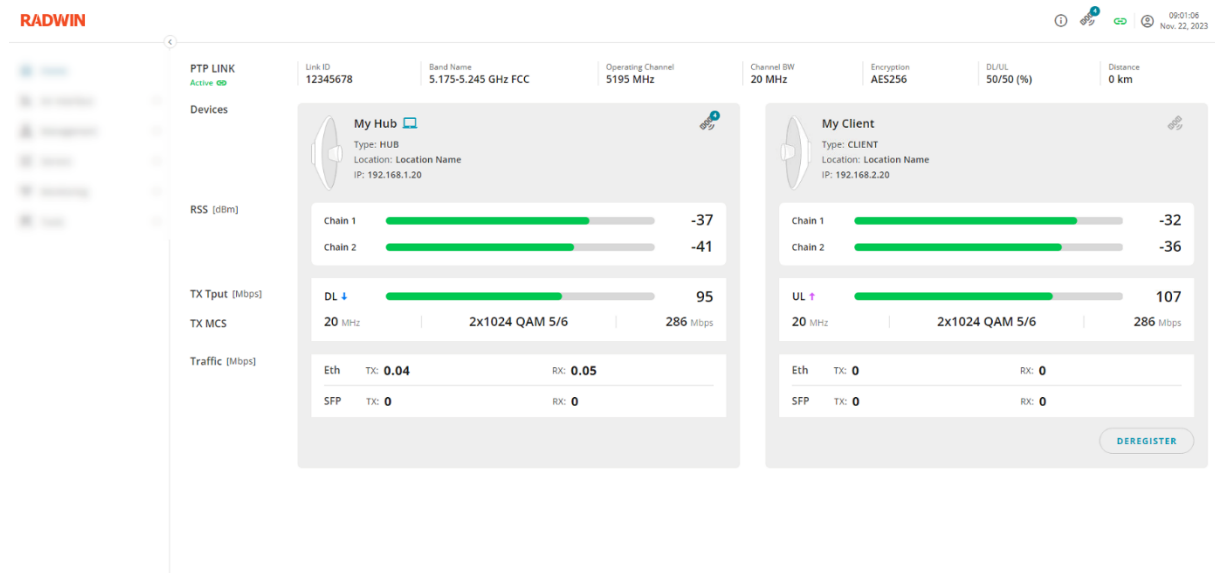 RADWIN
4
09:01:06
Nov. 22, 2023
PTP LINK
Active
Link ID
12345678
Band Name
5.175-5.245 GHz FCC
Operating Channel
5195 MHz
Channel BW
20 MHz
Encryption
AES256
DL/UL
50/50 (%)
Distance
0 km
Devices
My Hub
4
Type: HUB
Location: Location Name
IP: 192.168.1.20
My Client
Type: CLIENT
Location: Location Name
IP: 192.168.2.20
RSS [dBm]
Chain 1 -37
Chain 2 -41
Chain 1 -32
Chain 2 -36
TX Tput [Mbps]
DL ↓ 95
UL ↑ 107
TX MCS
20 MHz 2x1024 QAM 5/6 286 Mbps
20 MHz 2x1024 QAM 5/6 286 Mbps
Traffic [Mbps]
Eth TX: 0.04 RX: 0.05
SFP TX: 0 RX: 0
Eth TX: 0 RX: 0
SFP TX: 0 RX: 0
DEREGISTER